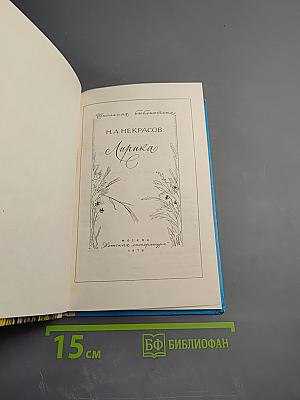 Школьная библиотека
Н.А.НЕКРАСОВ
Лирика
МОСКВА
"Детская литература"
15 см
БФ БИБЛИОФАН